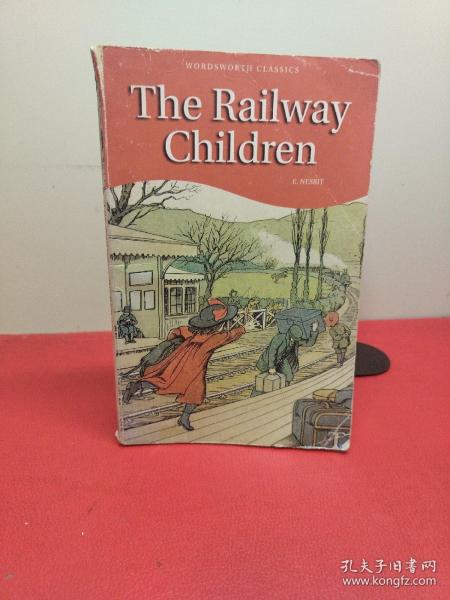 WORDSWORTH CLASSICS
The Railway
Children
E. NESBIT
孔夫子旧书网
www.kongfz.com